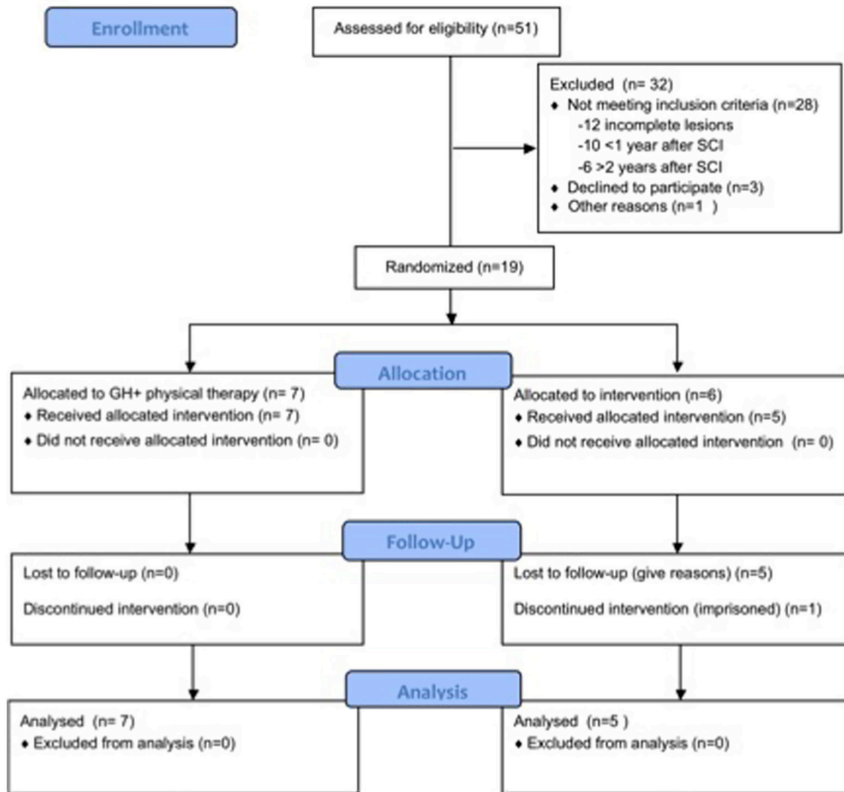 Enrollment
Assessed for eligibility (n=51)
Excluded (n= 32)
♦ Not meeting inclusion criteria (n=28)
-12 incomplete lesions
-10 <1 year after SCI
-6 >2 years after SCI
♦ Declined to participate (n=3)
♦ Other reasons (n=1 )
Randomized (n=19)
Allocation
Allocated to GH+ physical therapy (n= 7)
♦ Received allocated intervention (n= 7)
♦ Did not receive allocated intervention (n= 0)
Allocated to intervention (n=6)
♦ Received allocated intervention (n=5)
♦ Did not receive allocated intervention (n= 0)
Follow-Up
Lost to follow-up (n=0)
Discontinued intervention (n=0)
Lost to follow-up (give reasons) (n=5)
Discontinued intervention (imprisoned) (n=1)
Analysis
Analysed (n= 7)
♦ Excluded from analysis (n=0)
Analysed (n=5 )
♦ Excluded from analysis (n=0)